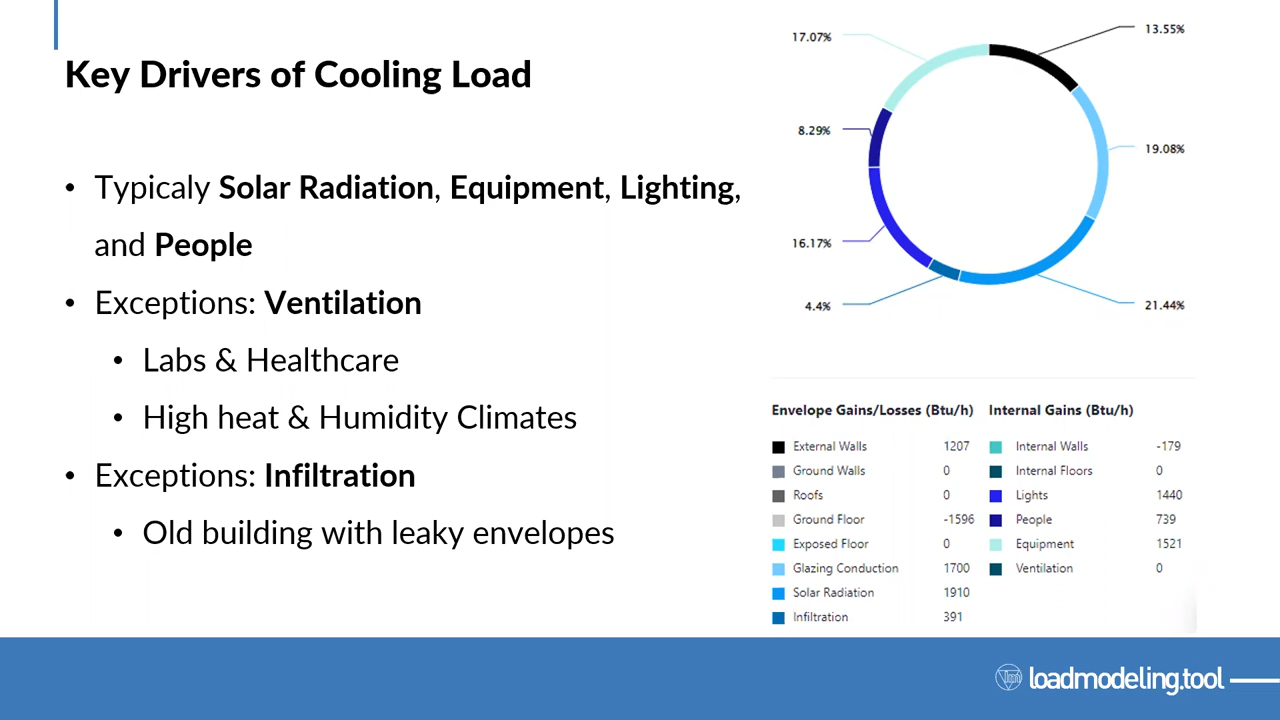 Key Drivers of Cooling Load
• Typicaly Solar Radiation, Equipment, Lighting,
and People
• Exceptions: Ventilation
• Labs & Healthcare
• High heat & Humidity Climates
• Exceptions: Infiltration
• Old building with leaky envelopes
17.07%
13.55%
8.29%
19.08%
16.17%
4.4%
21.44%
Envelope Gains/Losses (Btu/h)
External Walls 1207
Ground Walls 0
Roofs 0
Ground Floor -1596
Exposed Floor 0
Glazing Conduction 1700
Solar Radiation 1910
Infiltration 391
Internal Gains (Btu/h)
Internal Walls -179
Internal Floors 0
Lights 1440
People 739
Equipment 1521
Ventilation 0
loadmodeling.tool